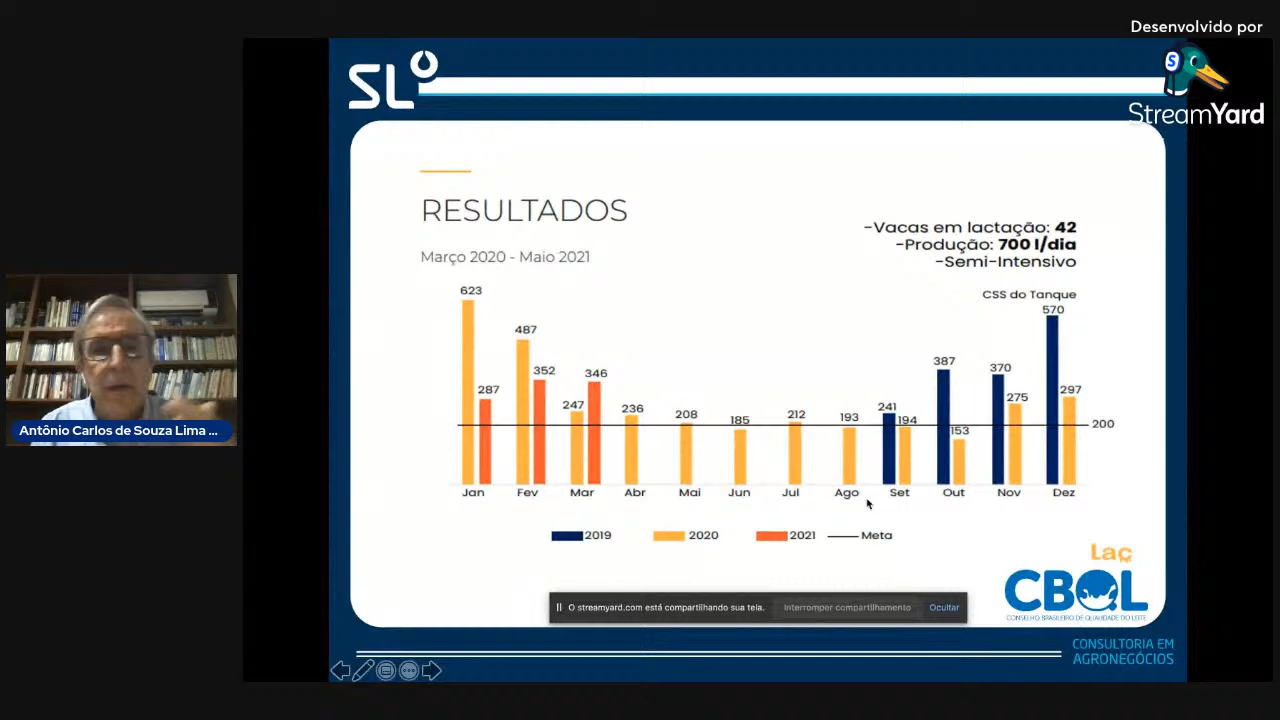 Desenvolvido por
StreamYard
SL
RESULTADOS
Março 2020 - Maio 2021
-Vacas em lactação: 42
-Produção: 700 l/dia
-Semi-Intensivo
CSS do Tanque
623
487
352
287
247
346
236
208
185
212
193
241
194
387
153
370
275
570
297
200
Jan
Fev
Mar
Abr
Mai
Jun
Jul
Ago
Set
Out
Nov
Dez
2019
2020
2021
Meta
Antônio Carlos de Souza Lima ...
O streamyard.com está compartilhando sua tela.
Interromper compartilhamento
Ocultar
Lac
CBQL
CONSELHO BRASILEIRO DE QUALIDADE DO LEITE
CONSULTORIA EM
AGRONEGÓCIOS